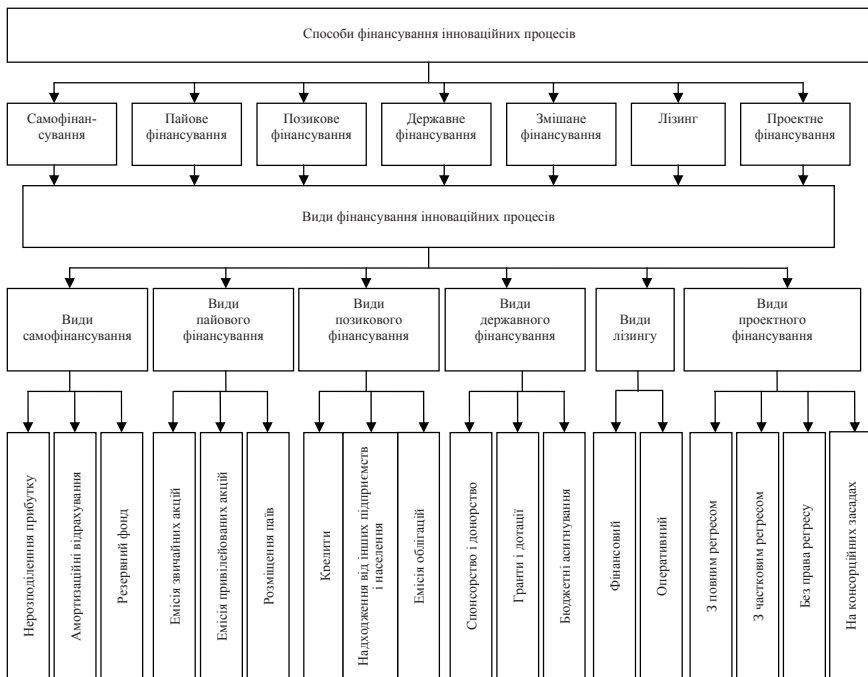 Способи фінансування інноваційних процесів
Самофінан-
сування
Пайове
фінансування
Позикове
фінансування
Державне
фінансування
Змішане
фінансування
Лізинг
Проектне
фінансування
Види фінансування інноваційних процесів
Види
самофінансування
Види
пайового
фінансування
Види
позикового
фінансування
Види
державного
фінансування
Види
лізингу
Види
проектного
фінансування
Нерозподілення прибутку
Амортизаційні відрахування
Резервний фонд
Емісія звичайних акцій
Емісія привілейованих акцій
Розміщення паїв
Кредити
Надходження від інших підприємств
і населення
Емісія облігацій
Спонсорство і донорство
Гранти і дотації
Бюджетні асигнування
Фінансовий
Оперативний
З повним регресом
З частковим регресом
Без права регресу
На консорційних засадах